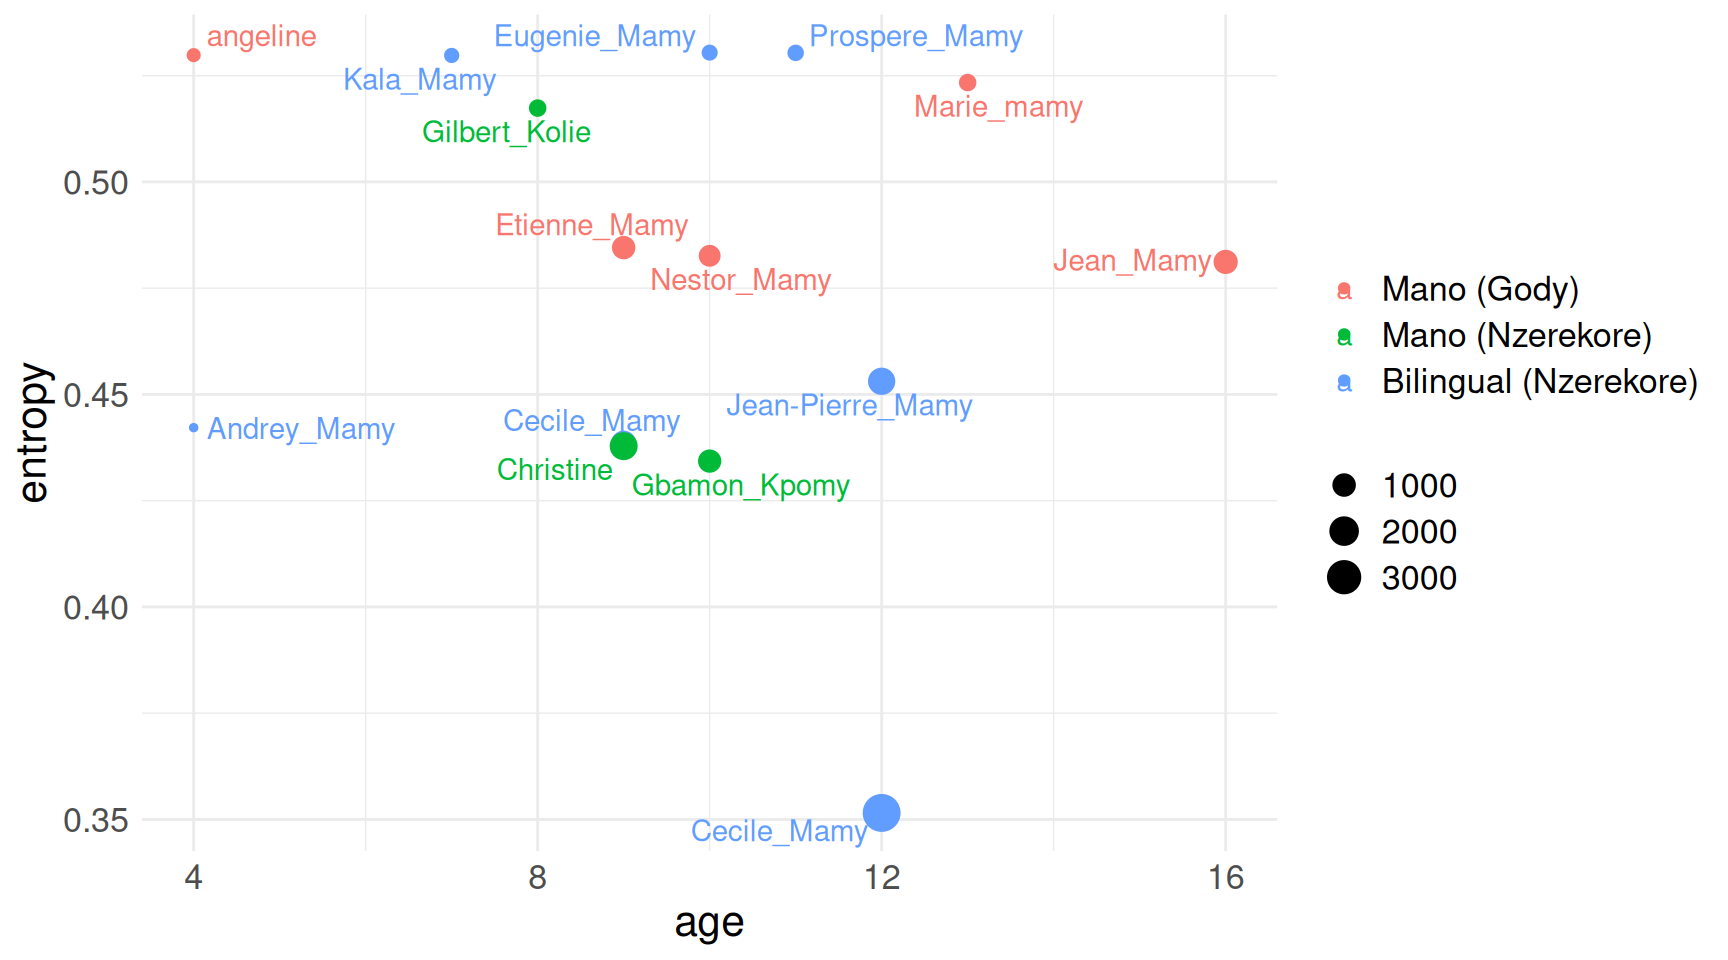 angeline
Eugenie_Mamy
Prospere_Mamy
Kala_Mamy
Marie_mamy
Gilbert_Kolie
0.50
Etienne_Mamy
Nestor_Mamy
Jean_Mamy
0.45
Jean-Pierre_Mamy
Andrey_Mamy
Cecile_Mamy
Christine
Gbamon_Kpomy
0.40
0.35
Cecile_Mamy
4
8
12
16
age
entropy
a Mano (Gody)
a Mano (Nzerekore)
a Bilingual (Nzerekore)
1000
2000
3000